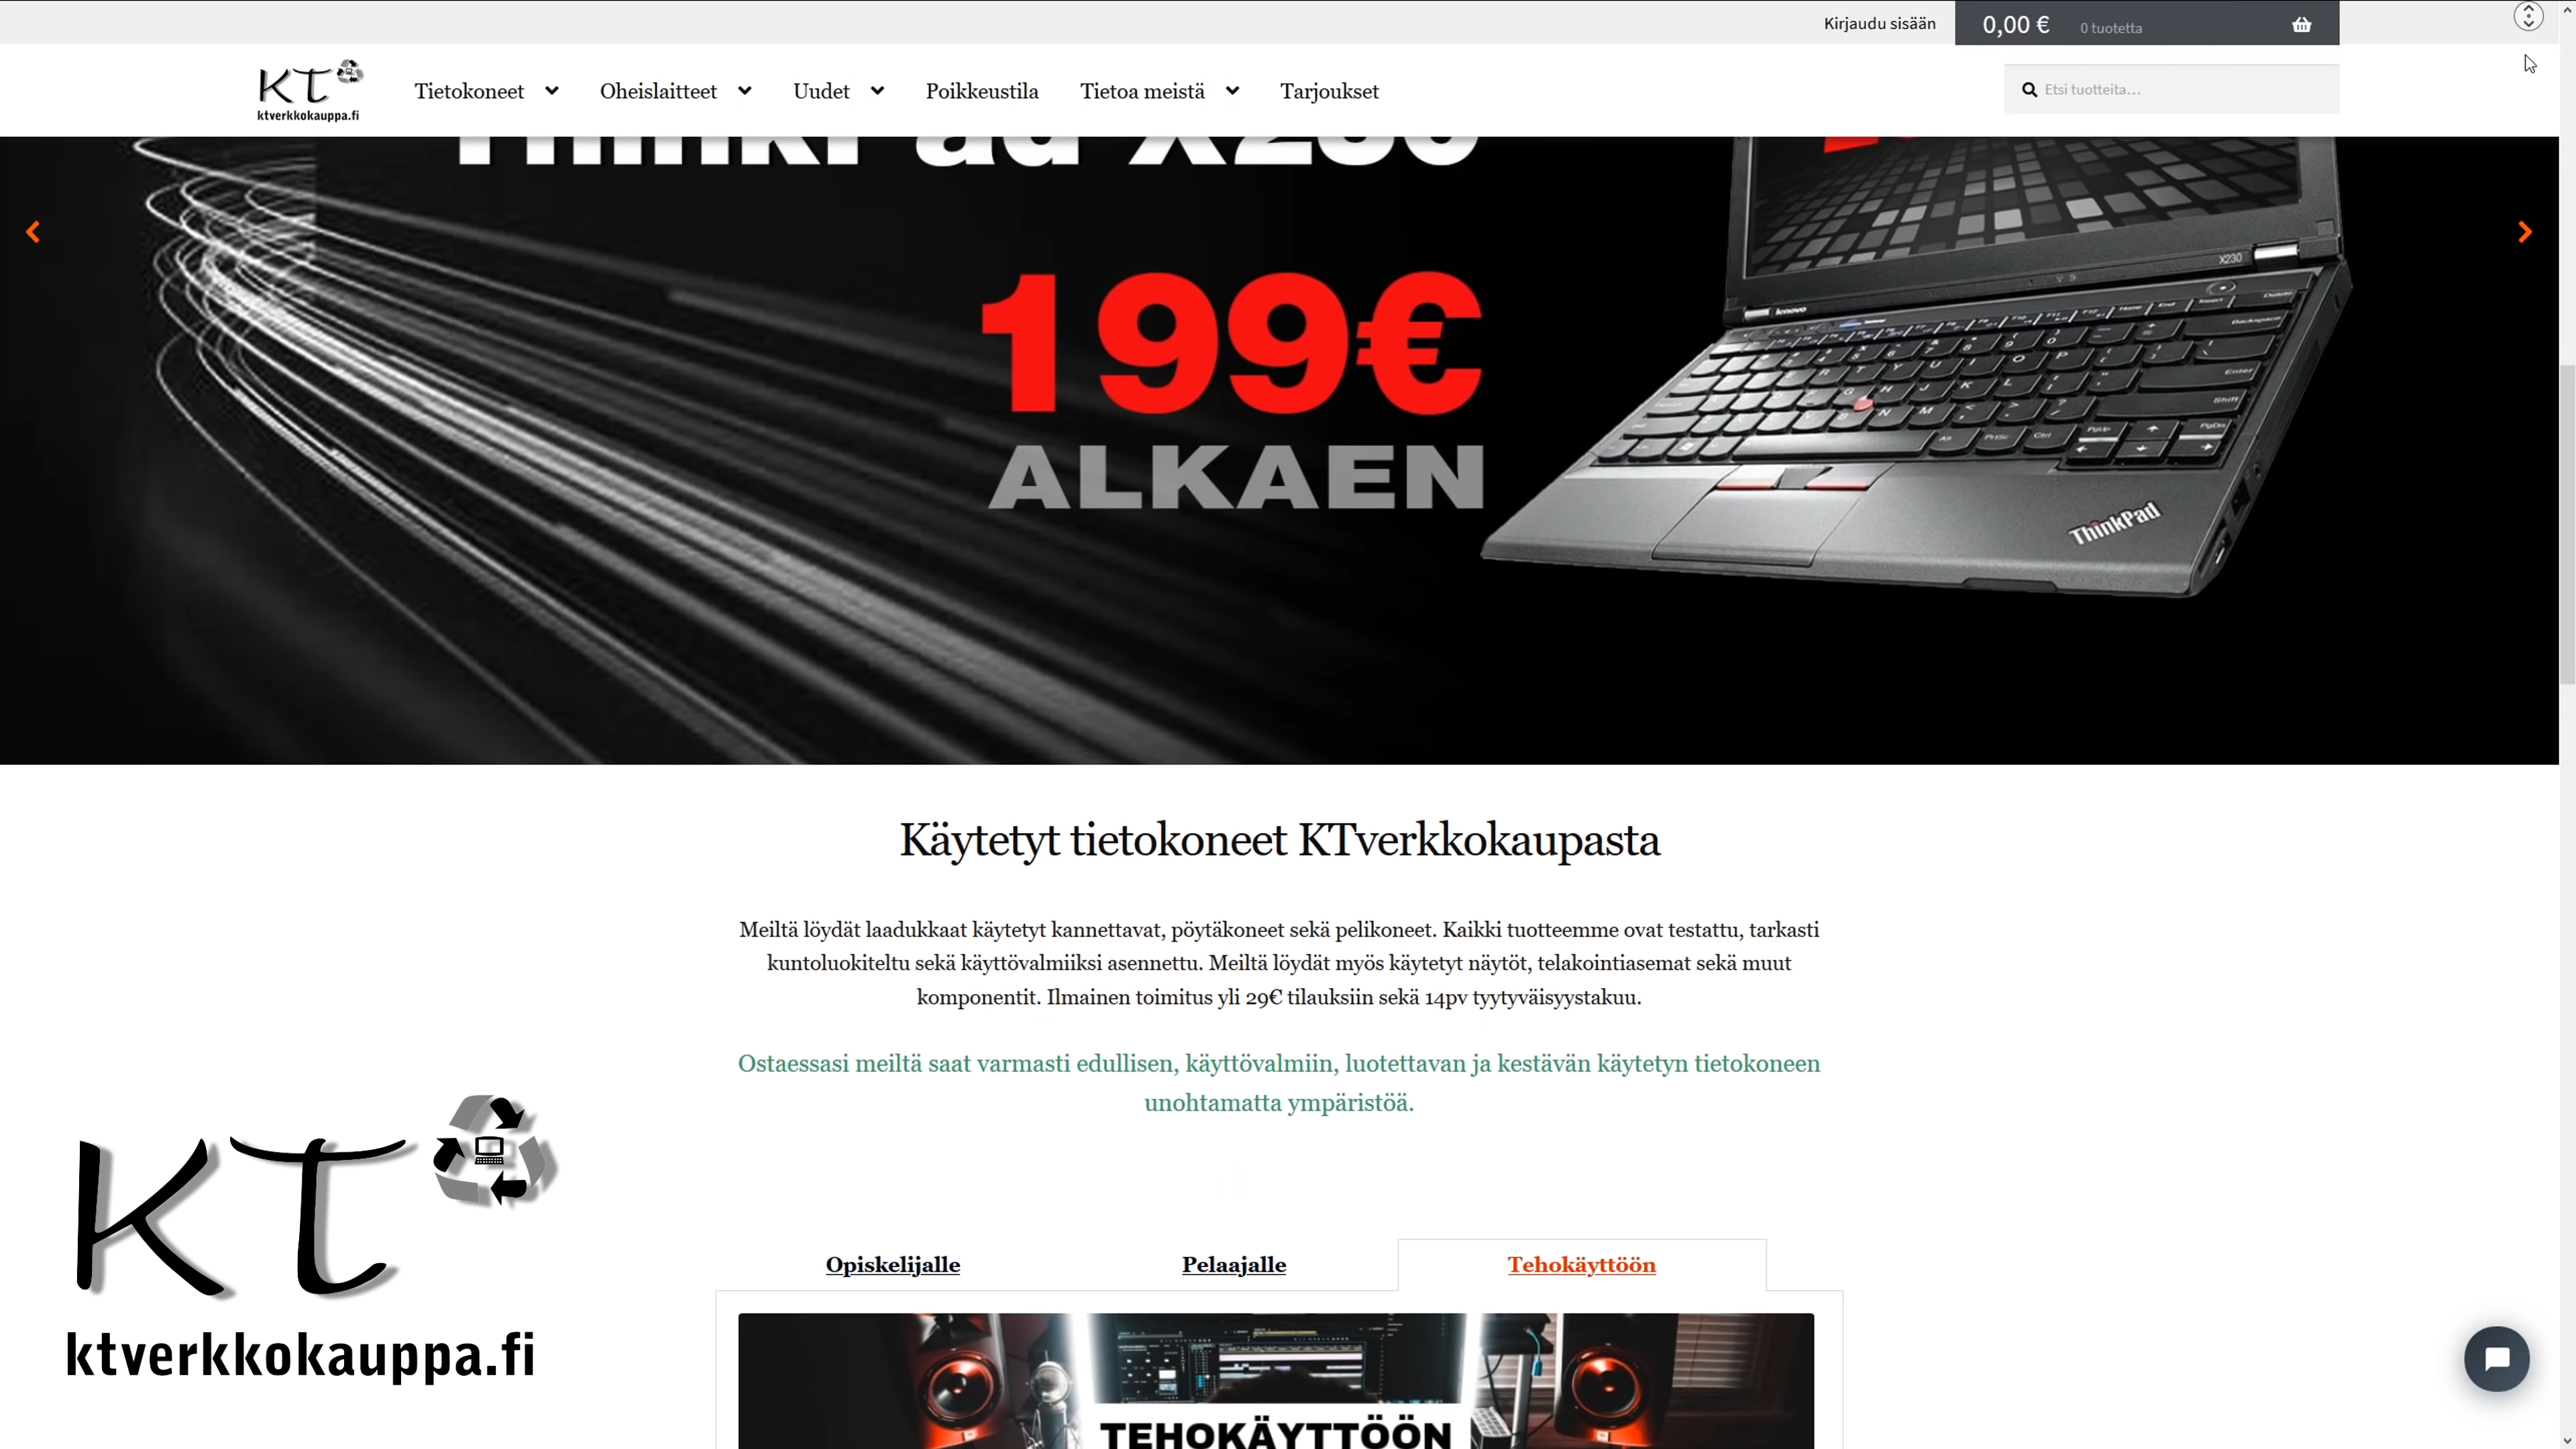 Kirjaudu sisään
0,00 €
0 tuotetta
KT
ktverkkokauppa.fi
Tietokoneet
Oheislaitteet
Uudet
Poikkeustila
Tietoa meistä
Tarjoukset
Etsi tuotteita…
ThinkPad X230
199€
ALKAEN
X230
lenovo
ThinkPad
Käytetyt tietokoneet KTverkkokaupasta
Meiltä löydät laadukkaat käytetyt kannettavat, pöytäkoneet sekä pelikoneet. Kaikki tuotteemme ovat testattu, tarkasti
kuntoluokiteltu sekä käyttövalmiiksi asennettu. Meiltä löydät myös käytetyt näytöt, telakointiasemat sekä muut
komponentit. Ilmainen toimitus yli 29€ tilauksiin sekä 14pv tyytyväisyystakuu.
Ostaessasi meiltä saat varmasti edullisen, käyttövalmiin, luotettavan ja kestävän käytetyn tietokoneen
unohtamatta ympäristöä.
KT
ktverkkokauppa.fi
Opiskelijalle
Pelaajalle
Tehokäyttöön
TEHOKÄYTTÖÖN